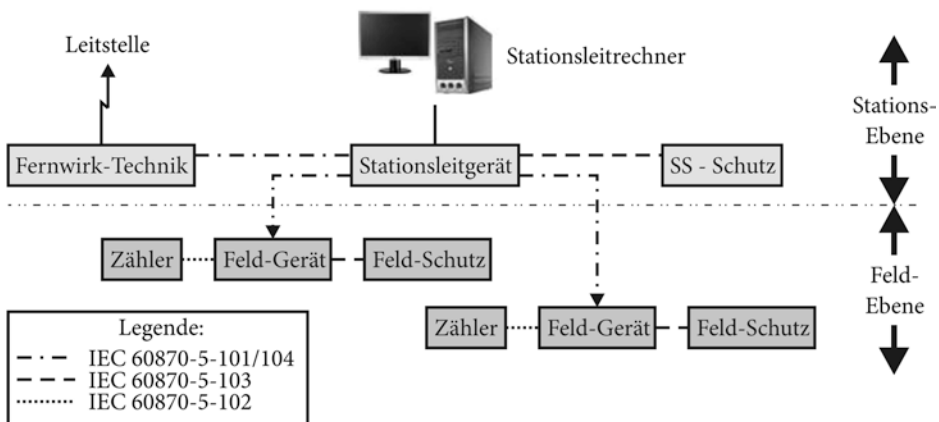 Leitstelle
Stationsleitrechner
Stations-
Ebene
Fernwirk-Technik
Stationsleitgerät
SS - Schutz
Zähler
Feld-Gerät
Feld-Schutz
Feld-
Ebene
Zähler
Feld-Gerät
Feld-Schutz
Legende:
IEC 60870-5-101/104
IEC 60870-5-103
IEC 60870-5-102